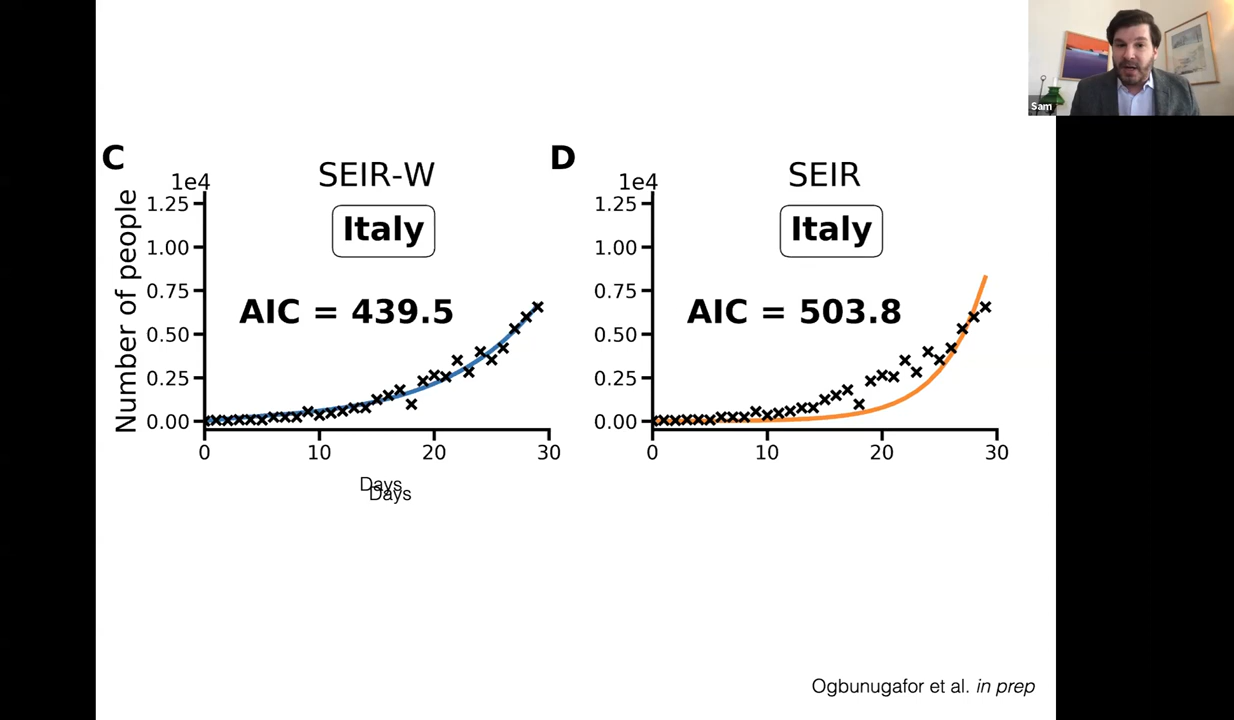 Sam
C
SEIR-W
1e4
Italy
AIC = 439.5
Number of people
1.25
1.00
0.75
0.50
0.25
0.00
0 10 20 30
Days
Days
D
SEIR
1e4
Italy
AIC = 503.8
1.25
1.00
0.75
0.50
0.25
0.00
0 10 20 30
Ogbunugafor et al. in prep